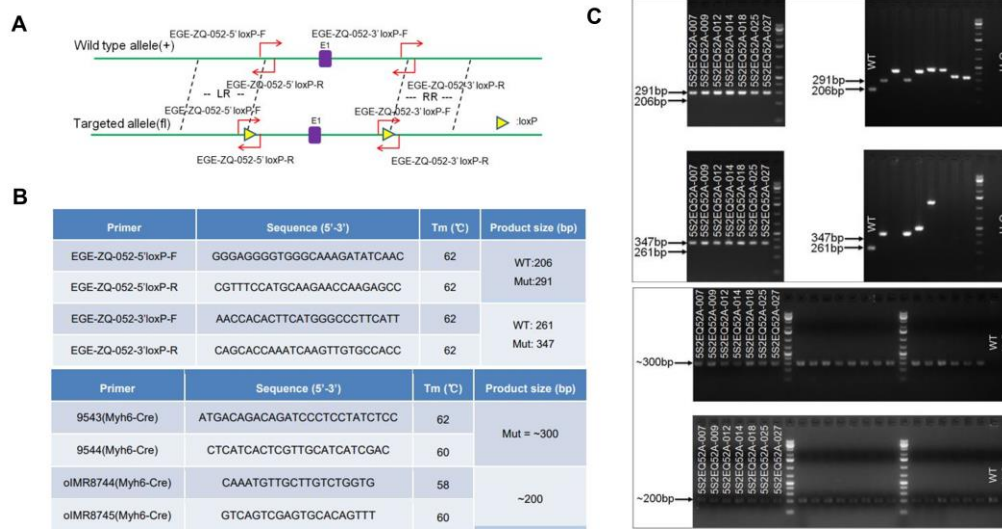 A
EGE-ZQ-052-5' loxP-F
EGE-ZQ-052-3' loxP-F
Wild type allele(+)
E1
EGE-ZQ-052-5' loxP-R
EGE-ZQ-052-3' loxP-R
-- LR --
--- RR ---
EGE-ZQ-052-5' loxP-F
EGE-ZQ-052-3' loxP-F
Targeted allele(fl)
E1
:loxP
EGE-ZQ-052-5' loxP-R
EGE-ZQ-052-3' loxP-R
B
Primer Sequence (5'-3') Tm (℃) Product size (bp)
EGE-ZQ-052-5'loxP-F GGGAGGGGTGGGCAAAGATATCAAC 62
WT:206
Mut:291
EGE-ZQ-052-5'loxP-R CGTTTCCATGCAAGAACCAAGAGCC 62
EGE-ZQ-052-3'loxP-F AACCACACTTCATGGGCCCTTCATT 62
WT: 261
Mut: 347
EGE-ZQ-052-3'loxP-R CAGCACCAAATCAAGTTGTGCCACC 62
Primer Sequence (5'-3') Tm (℃) Product size (bp)
9543(Myh6-Cre) ATGACAGACAGATCCCTCCTATCTCC 62
Mut = ~300
9544(Myh6-Cre) CTCATCACTCGTTGCATCATCGAC 60
oIMR8744(Myh6-Cre) CAAATGTTGCTTGTCTGGTG 58
~200
oIMR8745(Myh6-Cre) GTCAGTCGAGTGCACAGTTT 60
C
5S2EQ52A-007
5S2EQ52A-009
5S2EQ52A-012
5S2EQ52A-014
5S2EQ52A-018
5S2EQ52A-025
5S2EQ52A-027
291bp
206bp
WT
291bp
206bp
5S2EQ52A-007
5S2EQ52A-009
5S2EQ52A-012
5S2EQ52A-014
5S2EQ52A-018
5S2EQ52A-025
5S2EQ52A-027
347bp
261bp
WT
347bp
261bp
5S2EQ52A-007
5S2EQ52A-009
5S2EQ52A-012
5S2EQ52A-014
5S2EQ52A-018
5S2EQ52A-025
5S2EQ52A-027
WT
~300bp
5S2EQ52A-007
5S2EQ52A-009
5S2EQ52A-012
5S2EQ52A-014
5S2EQ52A-018
5S2EQ52A-025
5S2EQ52A-027
WT
~200bp